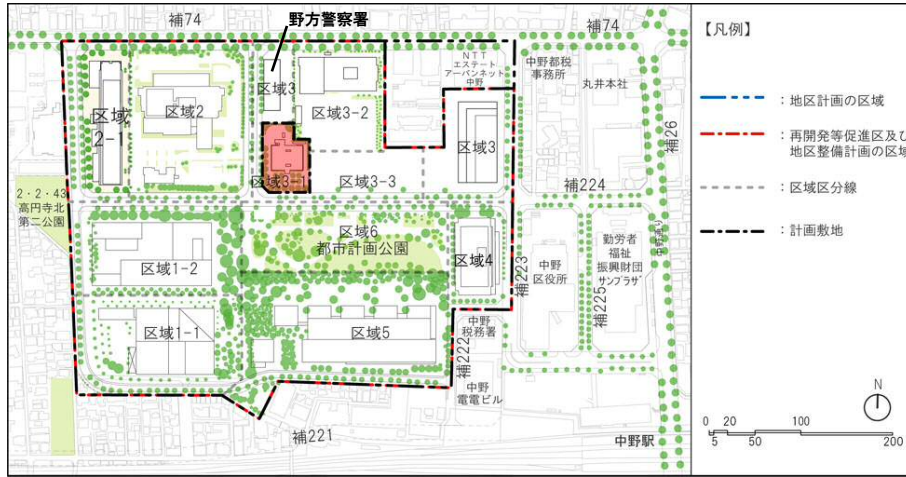 補74
野方警察署
補74
【凡例】
NTT
エステート
アーバンネット
中野
中野都税
事務所
丸井本社
区域
2-1
区域2
区域3
区域3-2
区域3
補26
: 地区計画の区域
: 再開発等促進区及び
地区整備計画の区域
: 区域区分線
: 計画敷地
区域3-1
区域3-3
補224
2・2・43
高円寺北
第二公園
区域6
都市計画公園
区域1-2
区域4
補223
中野
区役所
補225
勤労者
福祉
振興財団
サンプラザ
中野通り
区域1-1
区域5
補222
中野
税務署
中野
電電ビル
補221
中野駅
N
0 20 100
5 50 200